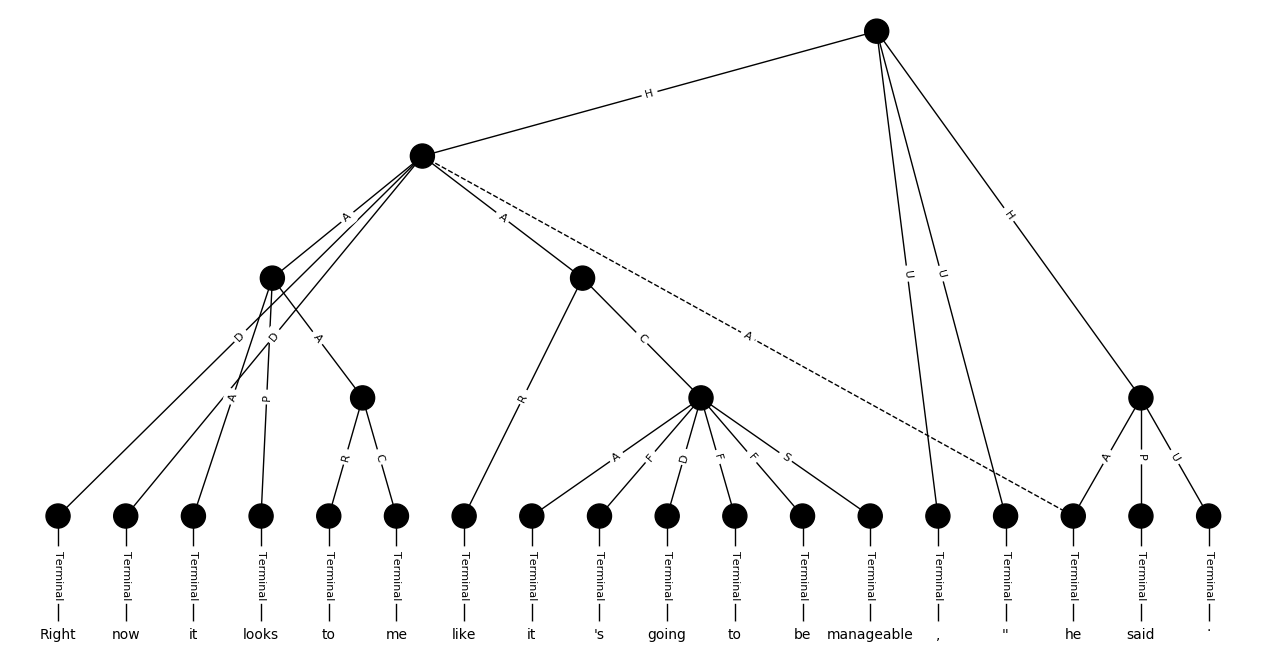 H
A A
D D A A U U H
A P R C A
R C A F D F F S A P U
Terminal Terminal Terminal Terminal Terminal Terminal Terminal Terminal Terminal Terminal Terminal Terminal Terminal Terminal Terminal Terminal Terminal Terminal
Right now it looks to me like it 's going to be manageable , " he said .